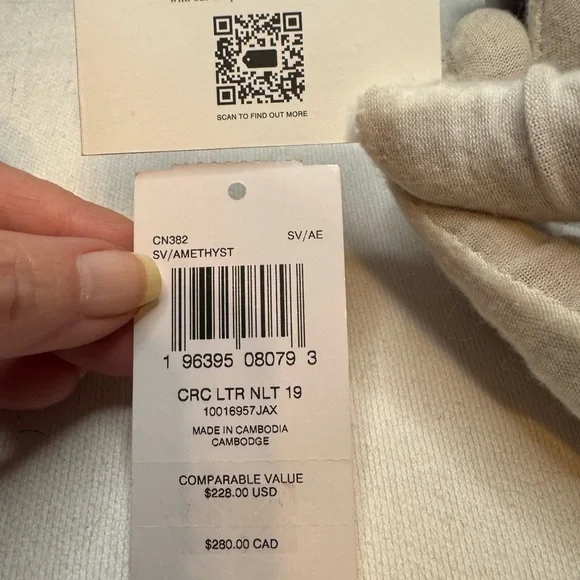 SCAN TO FIND OUT MORE
CN382 SV/AE
SV/AMETHYST
1 96395 08079 3
CRC LTR NLT 19
10016957JAX
MADE IN CAMBODIA
CAMBODGE
COMPARABLE VALUE
$228.00 USD
$280.00 CAD